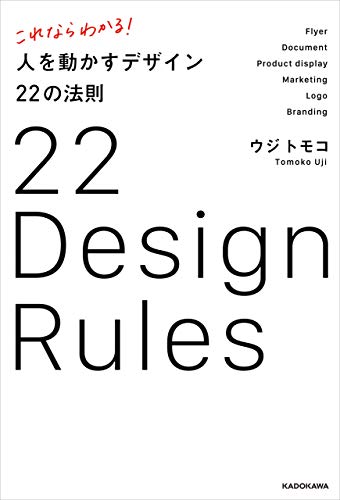 これならわかる!
人を動かすデザイン
22の法則
Flyer
Document
Product display
Marketing
Logo
Branding
ウジトモコ
Tomoko Uji
22
Design
Rules
KADOKAWA